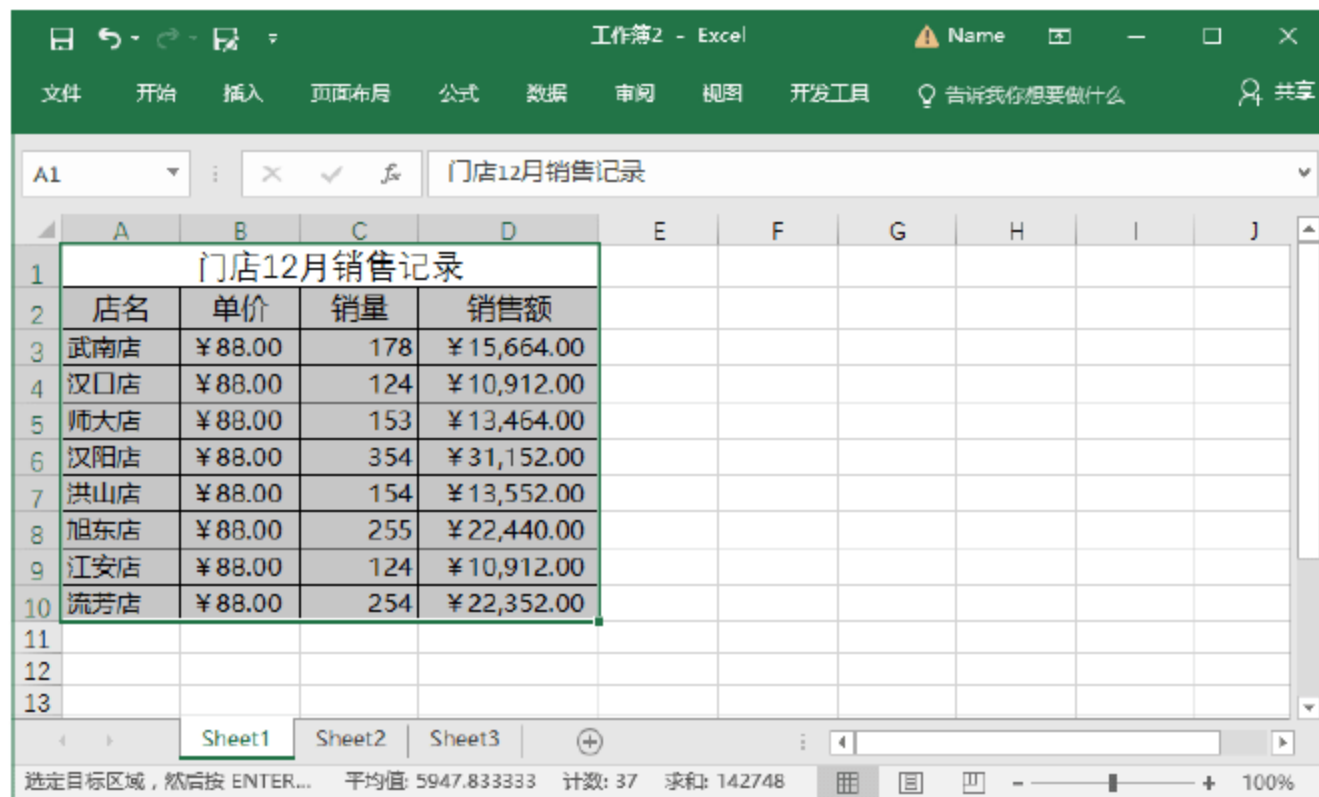 工作簿2 - Excel Name
文件 开始 插入 页面布局 公式 数据 审阅 视图 开发工具 告诉我你想要做什么 共享
A1 fx 门店12月销售记录
A B C D E F G H I J
1 门店12月销售记录
2 店名 单价 销量 销售额
3 武南店 ¥88.00 178 ¥15,664.00
4 汉口店 ¥88.00 124 ¥10,912.00
5 师大店 ¥88.00 153 ¥13,464.00
6 汉阳店 ¥88.00 354 ¥31,152.00
7 洪山店 ¥88.00 154 ¥13,552.00
8 旭东店 ¥88.00 255 ¥22,440.00
9 江安店 ¥88.00 124 ¥10,912.00
10 流芳店 ¥88.00 254 ¥22,352.00
11
12
13
Sheet1 Sheet2 Sheet3
选定目标区域，然后按 ENTER... 平均值: 5947.833333 计数: 37 求和: 142748 100%